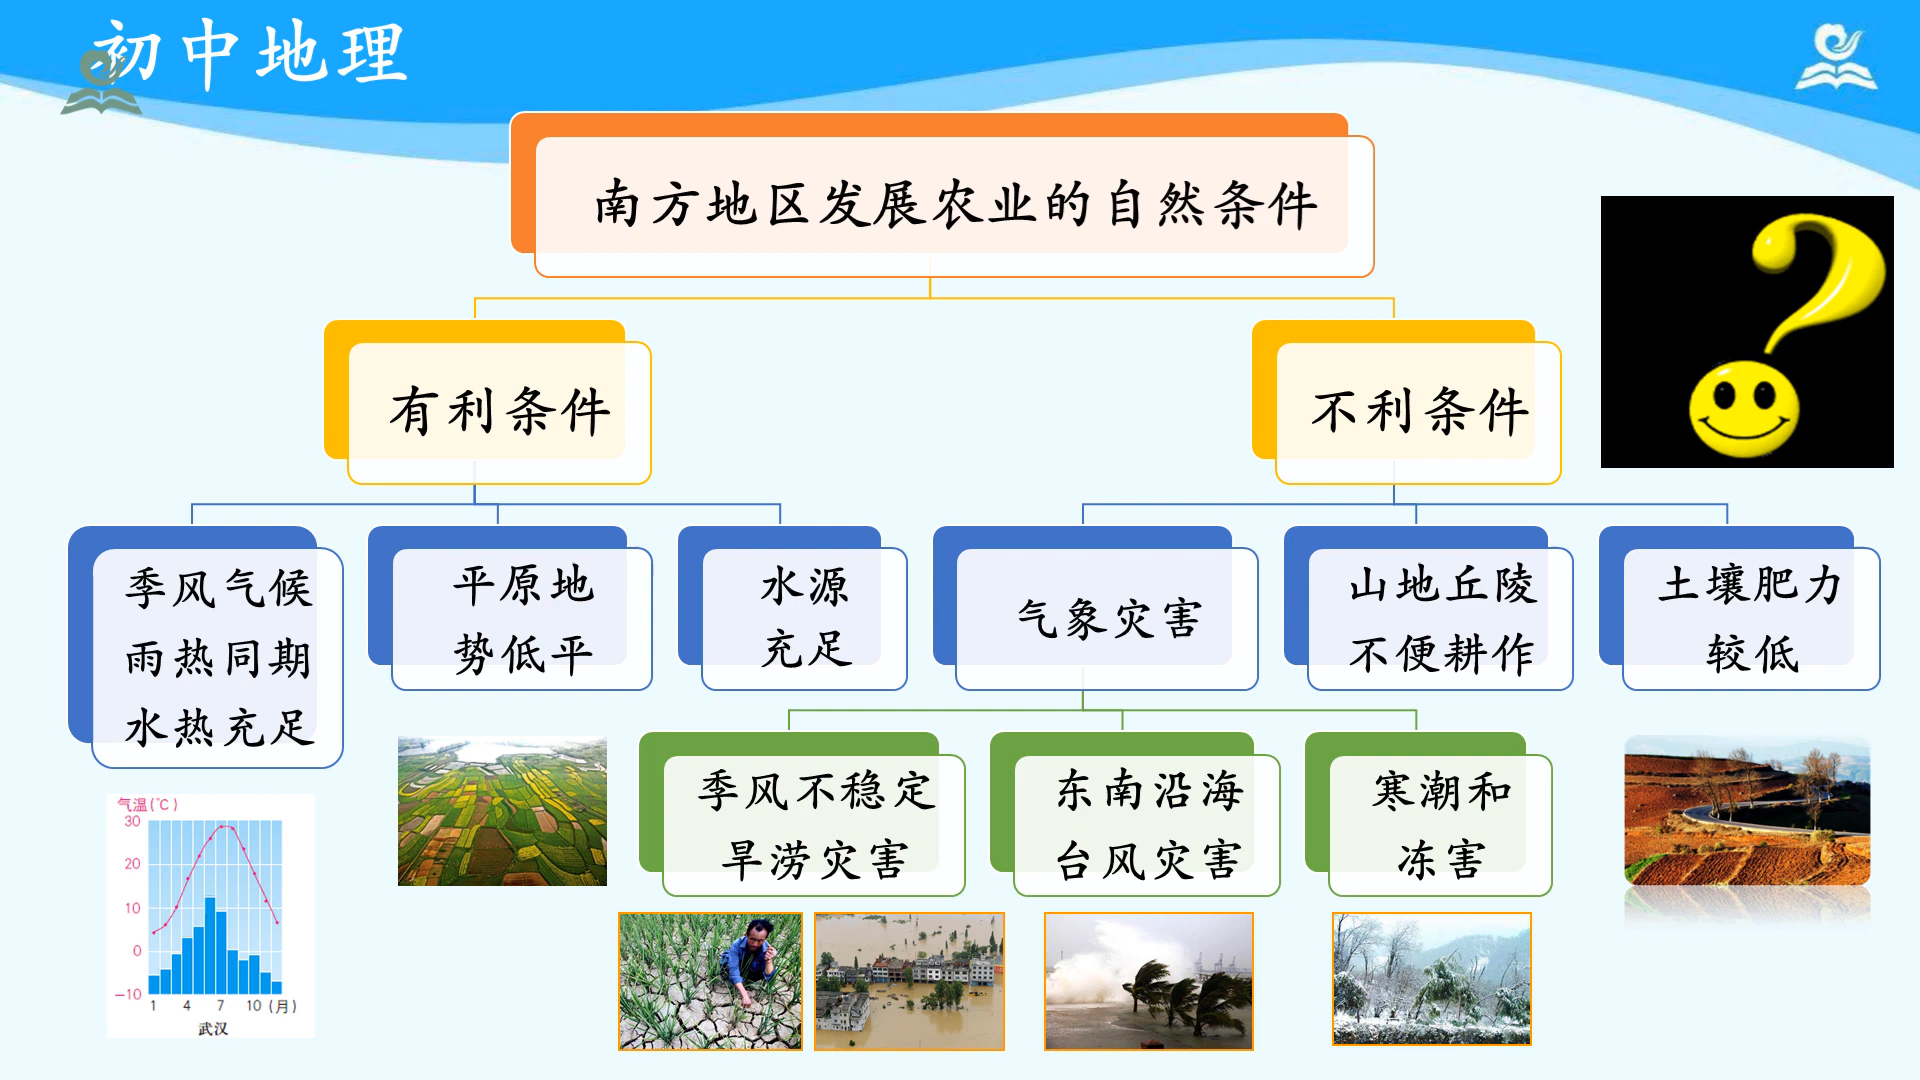 初中地理
南方地区发展农业的自然条件
有利条件
不利条件
季风气候
雨热同期
水热充足
平原地
势低平
水源
充足
气象灾害
山地丘陵
不便耕作
土壤肥力
较低
季风不稳定
旱涝灾害
东南沿海
台风灾害
寒潮和
冻害
气温(℃)
30
20
10
0
-10
1 4 7 10 (月)
武汉